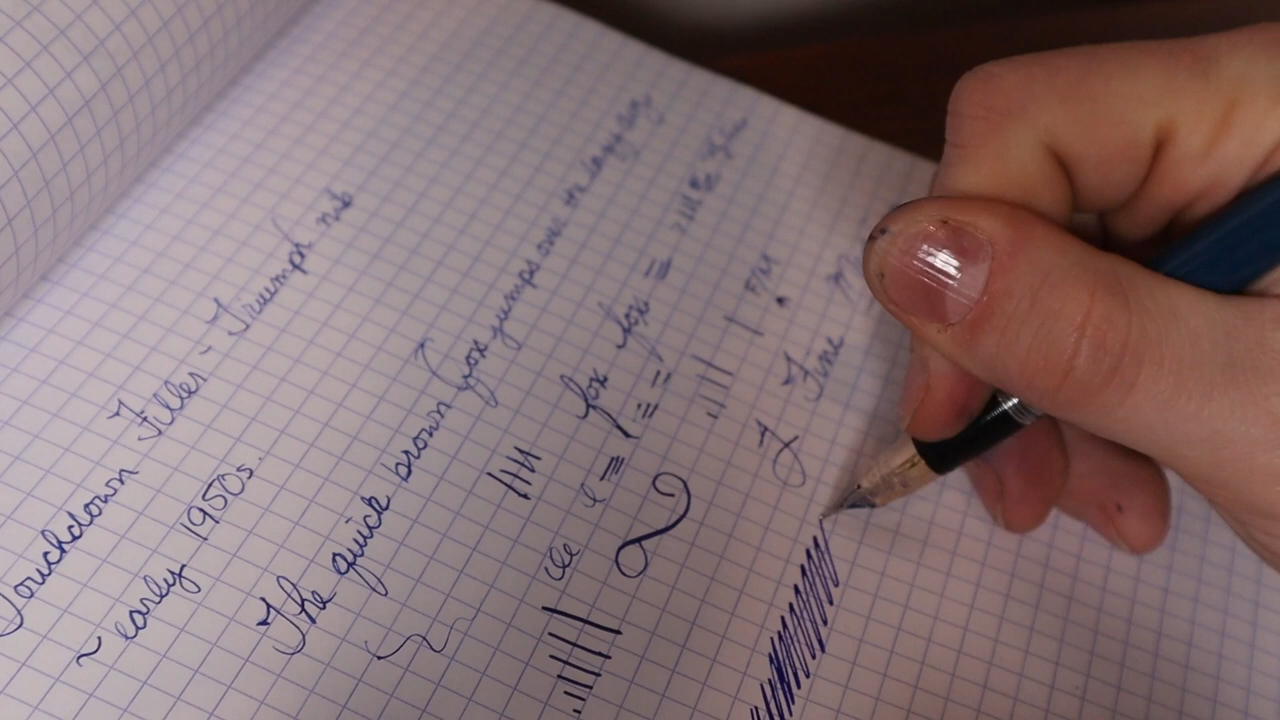 Touchdown Filler - Triumph nib
~ early 1950s.
The quick brown fox jumps over the lazy dog
fox fox
F/M
Fine